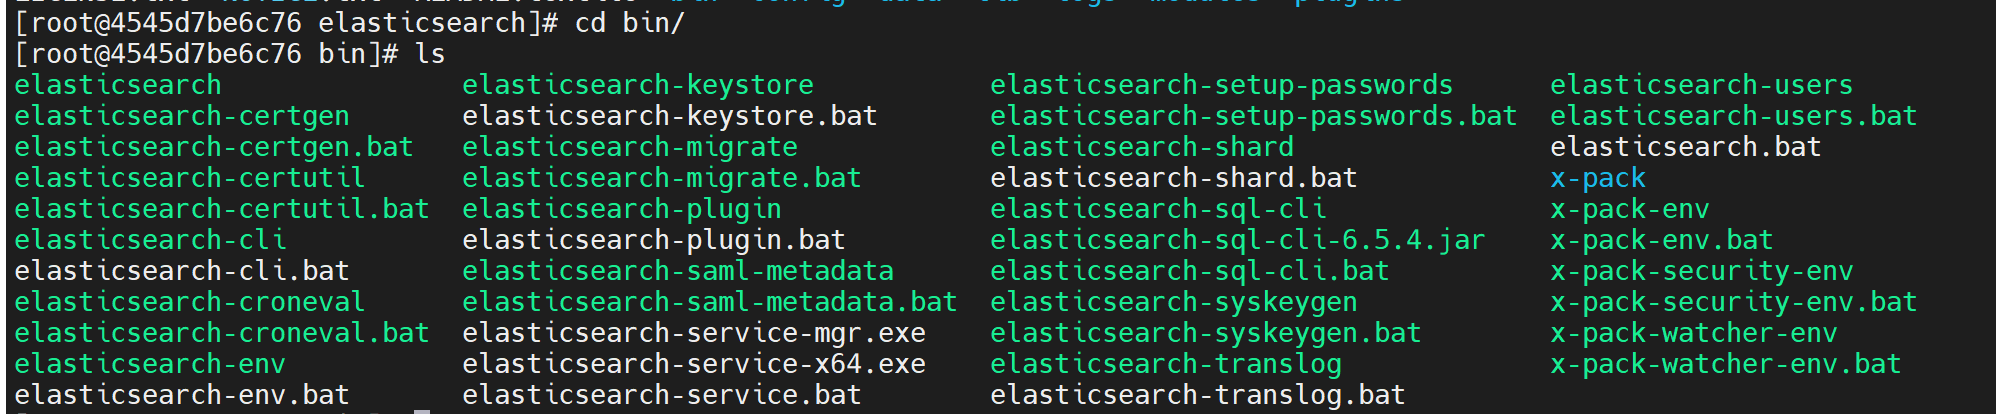 [root@4545d7be6c76 elasticsearch]# cd bin/
[root@4545d7be6c76 bin]# ls
elasticsearch elasticsearch-keystore elasticsearch-setup-passwords elasticsearch-users
elasticsearch-certgen elasticsearch-keystore.bat elasticsearch-setup-passwords.bat elasticsearch-users.bat
elasticsearch-certgen.bat elasticsearch-migrate elasticsearch-shard elasticsearch.bat
elasticsearch-certutil elasticsearch-migrate.bat elasticsearch-shard.bat x-pack
elasticsearch-certutil.bat elasticsearch-plugin elasticsearch-sql-cli x-pack-env
elasticsearch-cli elasticsearch-plugin.bat elasticsearch-sql-cli-6.5.4.jar x-pack-env.bat
elasticsearch-cli.bat elasticsearch-saml-metadata elasticsearch-sql-cli.bat x-pack-security-env
elasticsearch-croneval elasticsearch-saml-metadata.bat elasticsearch-syskeygen x-pack-security-env.bat
elasticsearch-croneval.bat elasticsearch-service-mgr.exe elasticsearch-syskeygen.bat x-pack-watcher-env
elasticsearch-env elasticsearch-service-x64.exe elasticsearch-translog x-pack-watcher-env.bat
elasticsearch-env.bat elasticsearch-service.bat elasticsearch-translog.bat